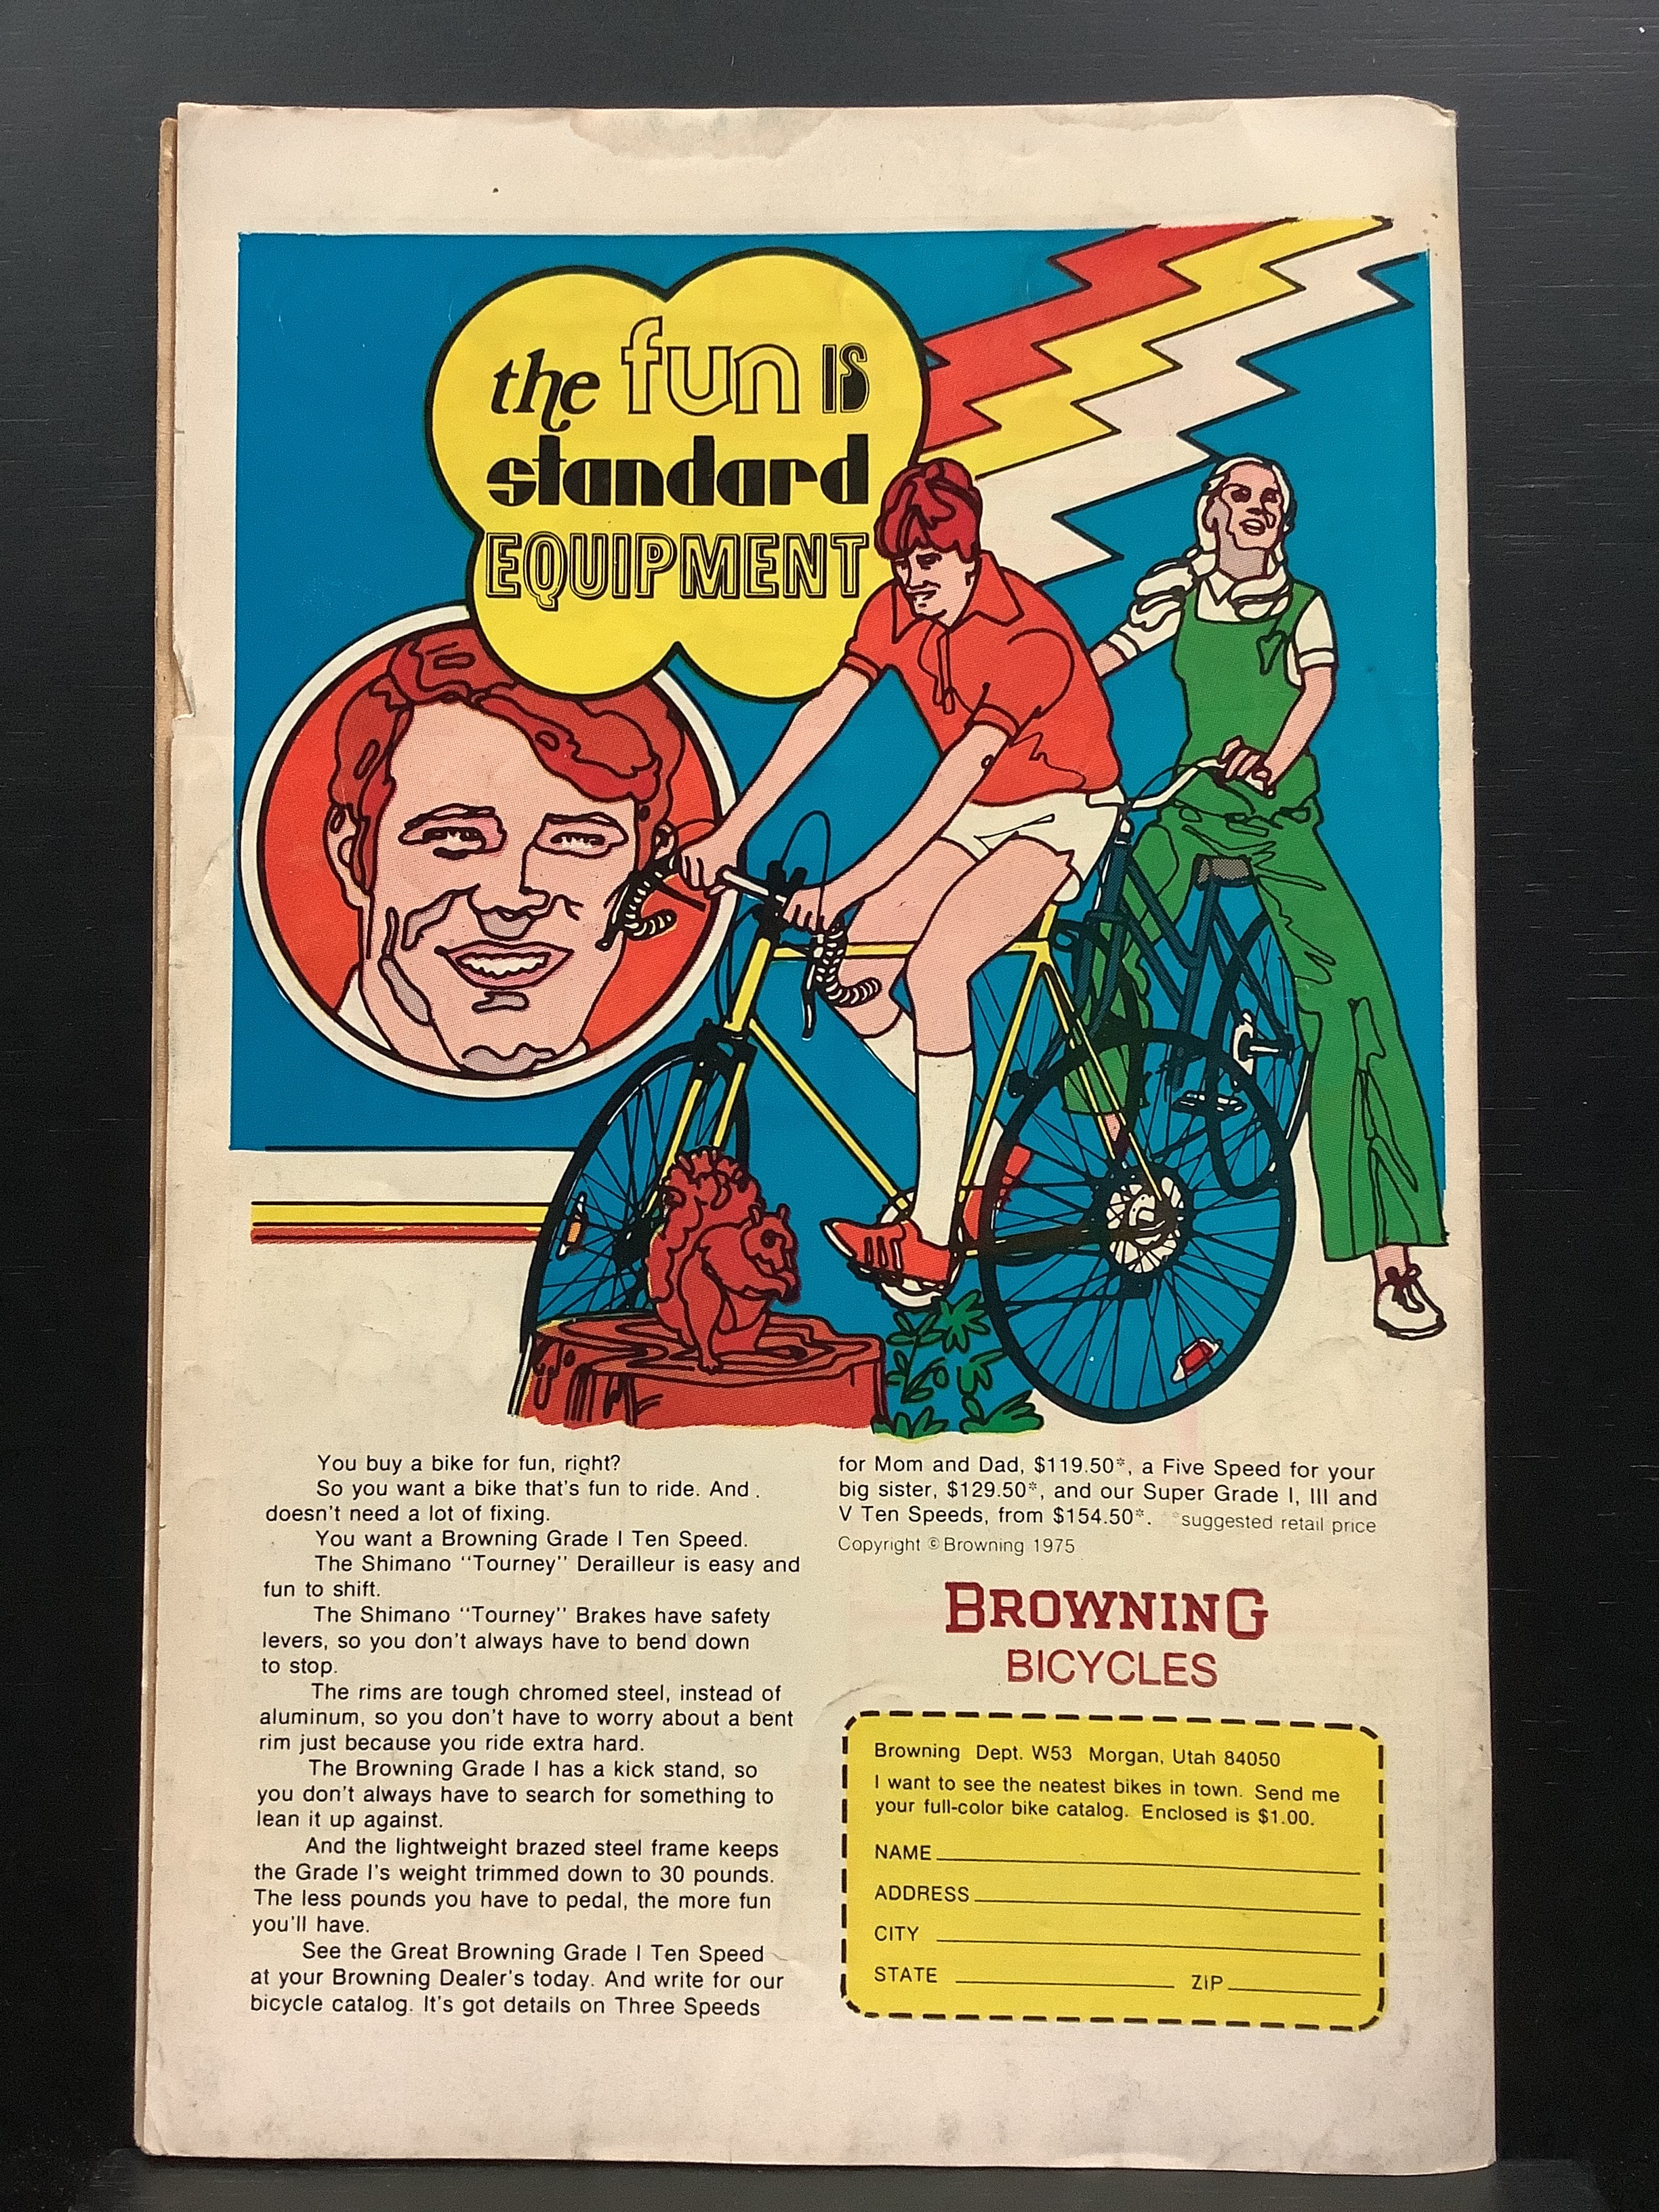 the fun IS
standard
EQUIPMENT
You buy a bike for fun, right?
So you want a bike that's fun to ride. And
doesn't need a lot of fixing.
You want a Browning Grade I Ten Speed.
The Shimano "Tourney" Derailleur is easy and
fun to shift.
The Shimano "Tourney" Brakes have safety
levers, so you don't always have to bend down
to stop.
The rims are tough chromed steel, instead of
aluminum, so you don't have to worry about a bent
rim just because you ride extra hard.
The Browning Grade I has a kick stand, so
you don't always have to search for something to
lean it up against.
And the lightweight brazed steel frame keeps
the Grade I's weight trimmed down to 30 pounds.
The less pounds you have to pedal, the more fun
you'll have.
See the Great Browning Grade I Ten Speed
at your Browning Dealer's today. And write for our
bicycle catalog. It's got details on Three Speeds
for Mom and Dad, $119.50*, a Five Speed for your
big sister, $129.50*, and our Super Grade I, III and
V Ten Speeds, from $154.50*. *suggested retail price
Copyright © Browning 1975
BROWNING
BICYCLES
Browning Dept. W53 Morgan, Utah 84050
I want to see the neatest bikes in town. Send me
your full-color bike catalog. Enclosed is $1.00.
NAME
ADDRESS
CITY
STATE ZIP